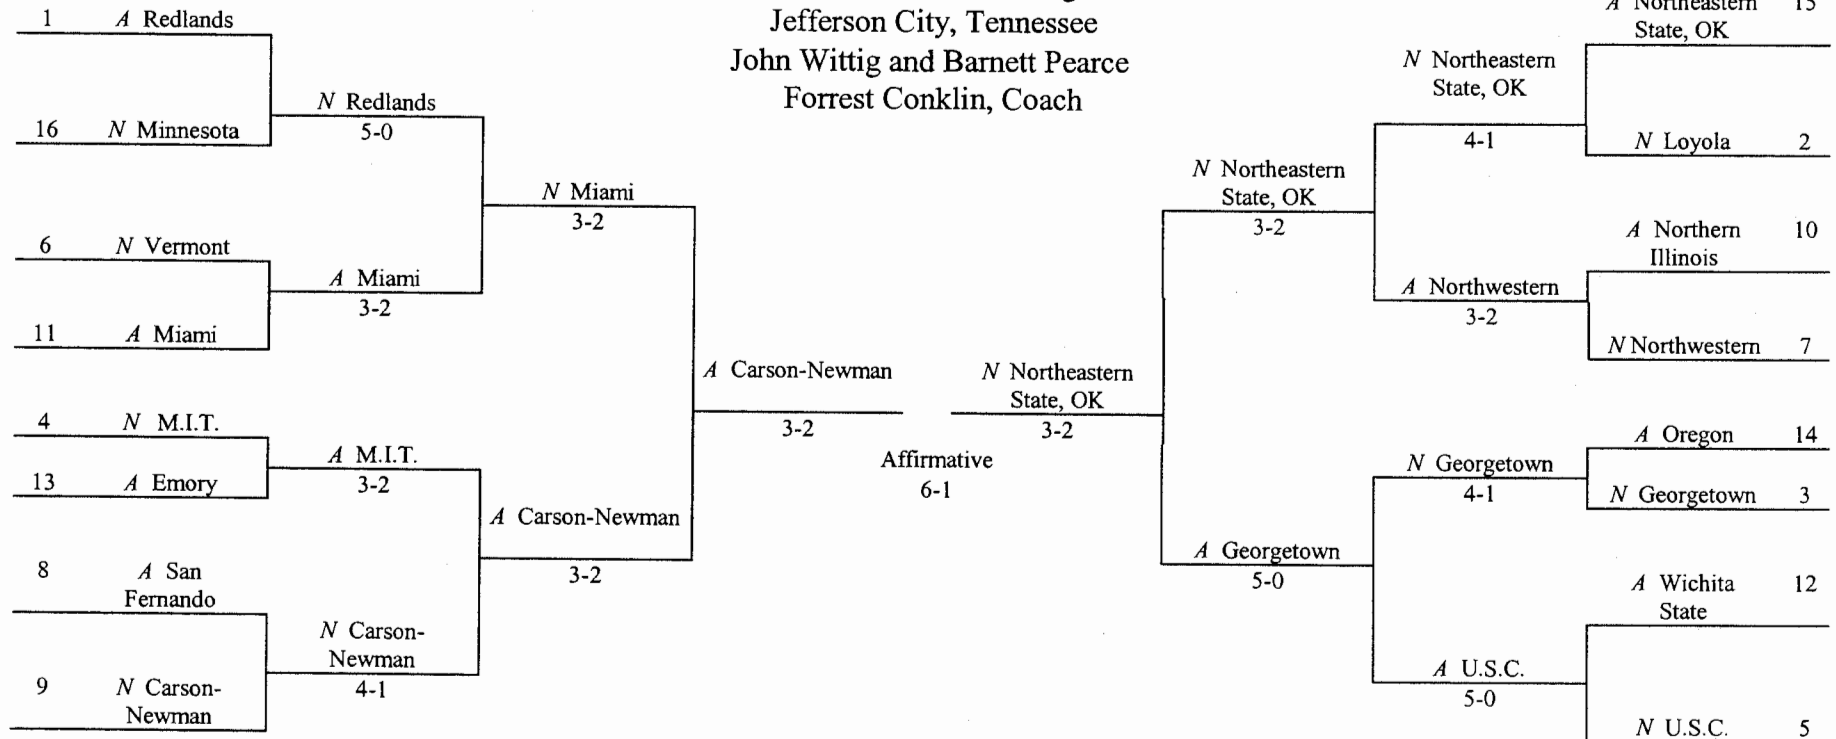 1 A Redlands
16 N Minnesota
6 N Vermont
11 A Miami
4 N M.I.T.
13 A Emory
8 A San
Fernando
9 N Carson-
Newman
N Redlands
5-0
A Miami
3-2
A M.I.T.
3-2
N Carson-
Newman
4-1
N Miami
3-2
A Carson-Newman
3-2
A Carson-Newman
3-2
Jefferson City, Tennessee
John Wittig and Barnett Pearce
Forrest Conklin, Coach
Affirmative
6-1
N Northeastern
State, OK
3-2
N Northeastern
State, OK
3-2
A Georgetown
5-0
N Northeastern
State, OK
4-1
A Northwestern
3-2
N Georgetown
4-1
A U.S.C.
5-0
A Northeastern 15
State, OK
N Loyola 2
A Northern 10
Illinois
N Northwestern 7
A Oregon 14
N Georgetown 3
A Wichita 12
State
N U.S.C. 5